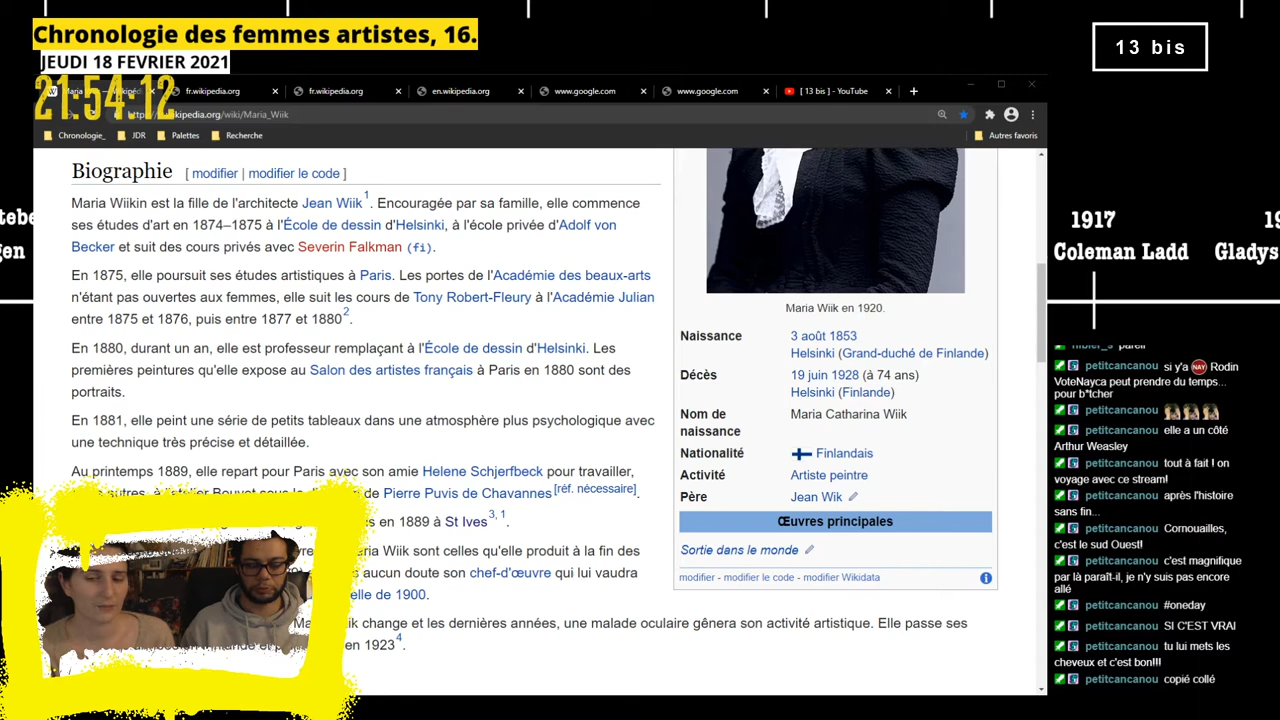 Chronologie des femmes artistes, 16.
JEUDI 18 FEVRIER 2021
21:54:12
13 bis
fr.wikipedia.org
fr.wikipedia.org
en.wikipedia.org
www.google.com
www.google.com
[ 13 bis ] - YouTube
wikipedia.org/wiki/Maria_Wiik
Chronologie_
JDR
Palettes
Recherche
Autres favoris
Biographie [ modifier | modifier le code ]
Maria Wiikin est la fille de l'architecte Jean Wiik 1. Encouragée par sa famille, elle commence
ses études d'art en 1874–1875 à l'École de dessin d'Helsinki, à l'école privée d'Adolf von
Becker et suit des cours privés avec Severin Falkman (fi).
En 1875, elle poursuit ses études artistiques à Paris. Les portes de l'Académie des beaux-arts
n'étant pas ouvertes aux femmes, elle suit les cours de Tony Robert-Fleury à l'Académie Julian
entre 1875 et 1876, puis entre 1877 et 1880 2.
En 1880, durant un an, elle est professeur remplaçant à l'École de dessin d'Helsinki. Les
premières peintures qu'elle expose au Salon des artistes français à Paris en 1880 sont des
portraits.
En 1881, elle peint une série de petits tableaux dans une atmosphère plus psychologique avec
une technique très précise et détaillée.
Au printemps 1889, elle repart pour Paris avec son amie Helene Schjerfbeck pour travailler,
de Pierre Puvis de Chavannes [réf. nécessaire].
en 1889 à St Ives 3, 1.
Wiik sont celles qu'elle produit à la fin des
aucun doute son chef-d'œuvre qui lui vaudra
de 1900.
change et les dernières années, une malade oculaire gênera son activité artistique. Elle passe ses
en 1923 4.
Maria Wiik en 1920.
Naissance 3 août 1853
Helsinki (Grand-duché de Finlande)
Décès 19 juin 1928 (à 74 ans)
Helsinki (Finlande)
Nom de naissance Maria Catharina Wiik
Nationalité Finlandais
Activité Artiste peintre
Père Jean Wik
Œuvres principales
Sortie dans le monde
modifier - modifier le code - modifier Wikidata
1917
Coleman Ladd
Gladys
gen
petitcancanou si y'a NAY Rodin
VoteNayca peut prendre du temps...
pour b*tcher
petitcancanou
petitcancanou elle a un côté
Arthur Weasley
petitcancanou tout à fait ! on
voyage avec ce stream!
petitcancanou après l'histoire
sans fin...
petitcancanou Cornouailles,
c'est le sud Ouest!
petitcancanou c'est magnifique
par là paraît-il, je n'y suis pas encore
allé
petitcancanou #oneday
petitcancanou SI C'EST VRAI
petitcancanou tu lui mets les
cheveux et c'est bon!!!
petitcancanou copié collé